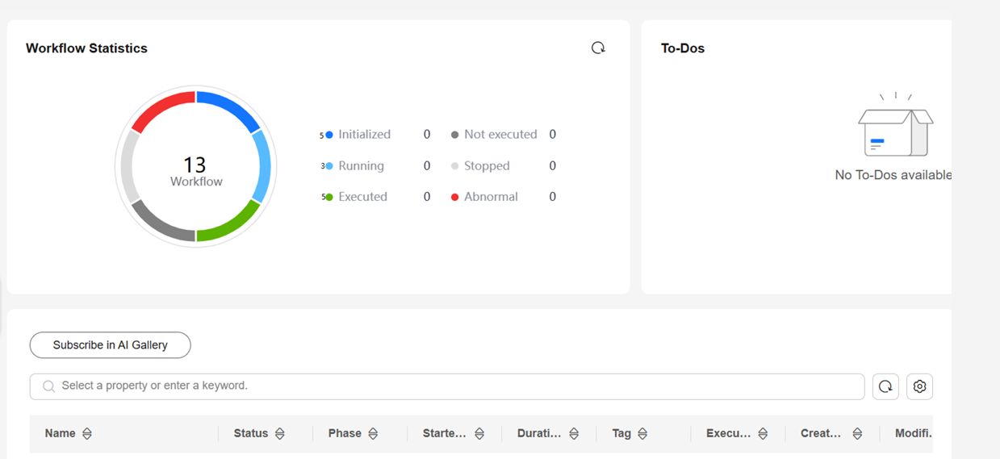 Workflow Statistics
To-Dos
13
Workflow
5 Initialized 0 Not executed 0
3 Running 0 Stopped 0
5 Executed 0 Abnormal 0
No To-Dos available
Subscribe in AI Gallery
Select a property or enter a keyword.
Name Status Phase Starte... Durati... Tag Execu... Creat... Modifi.